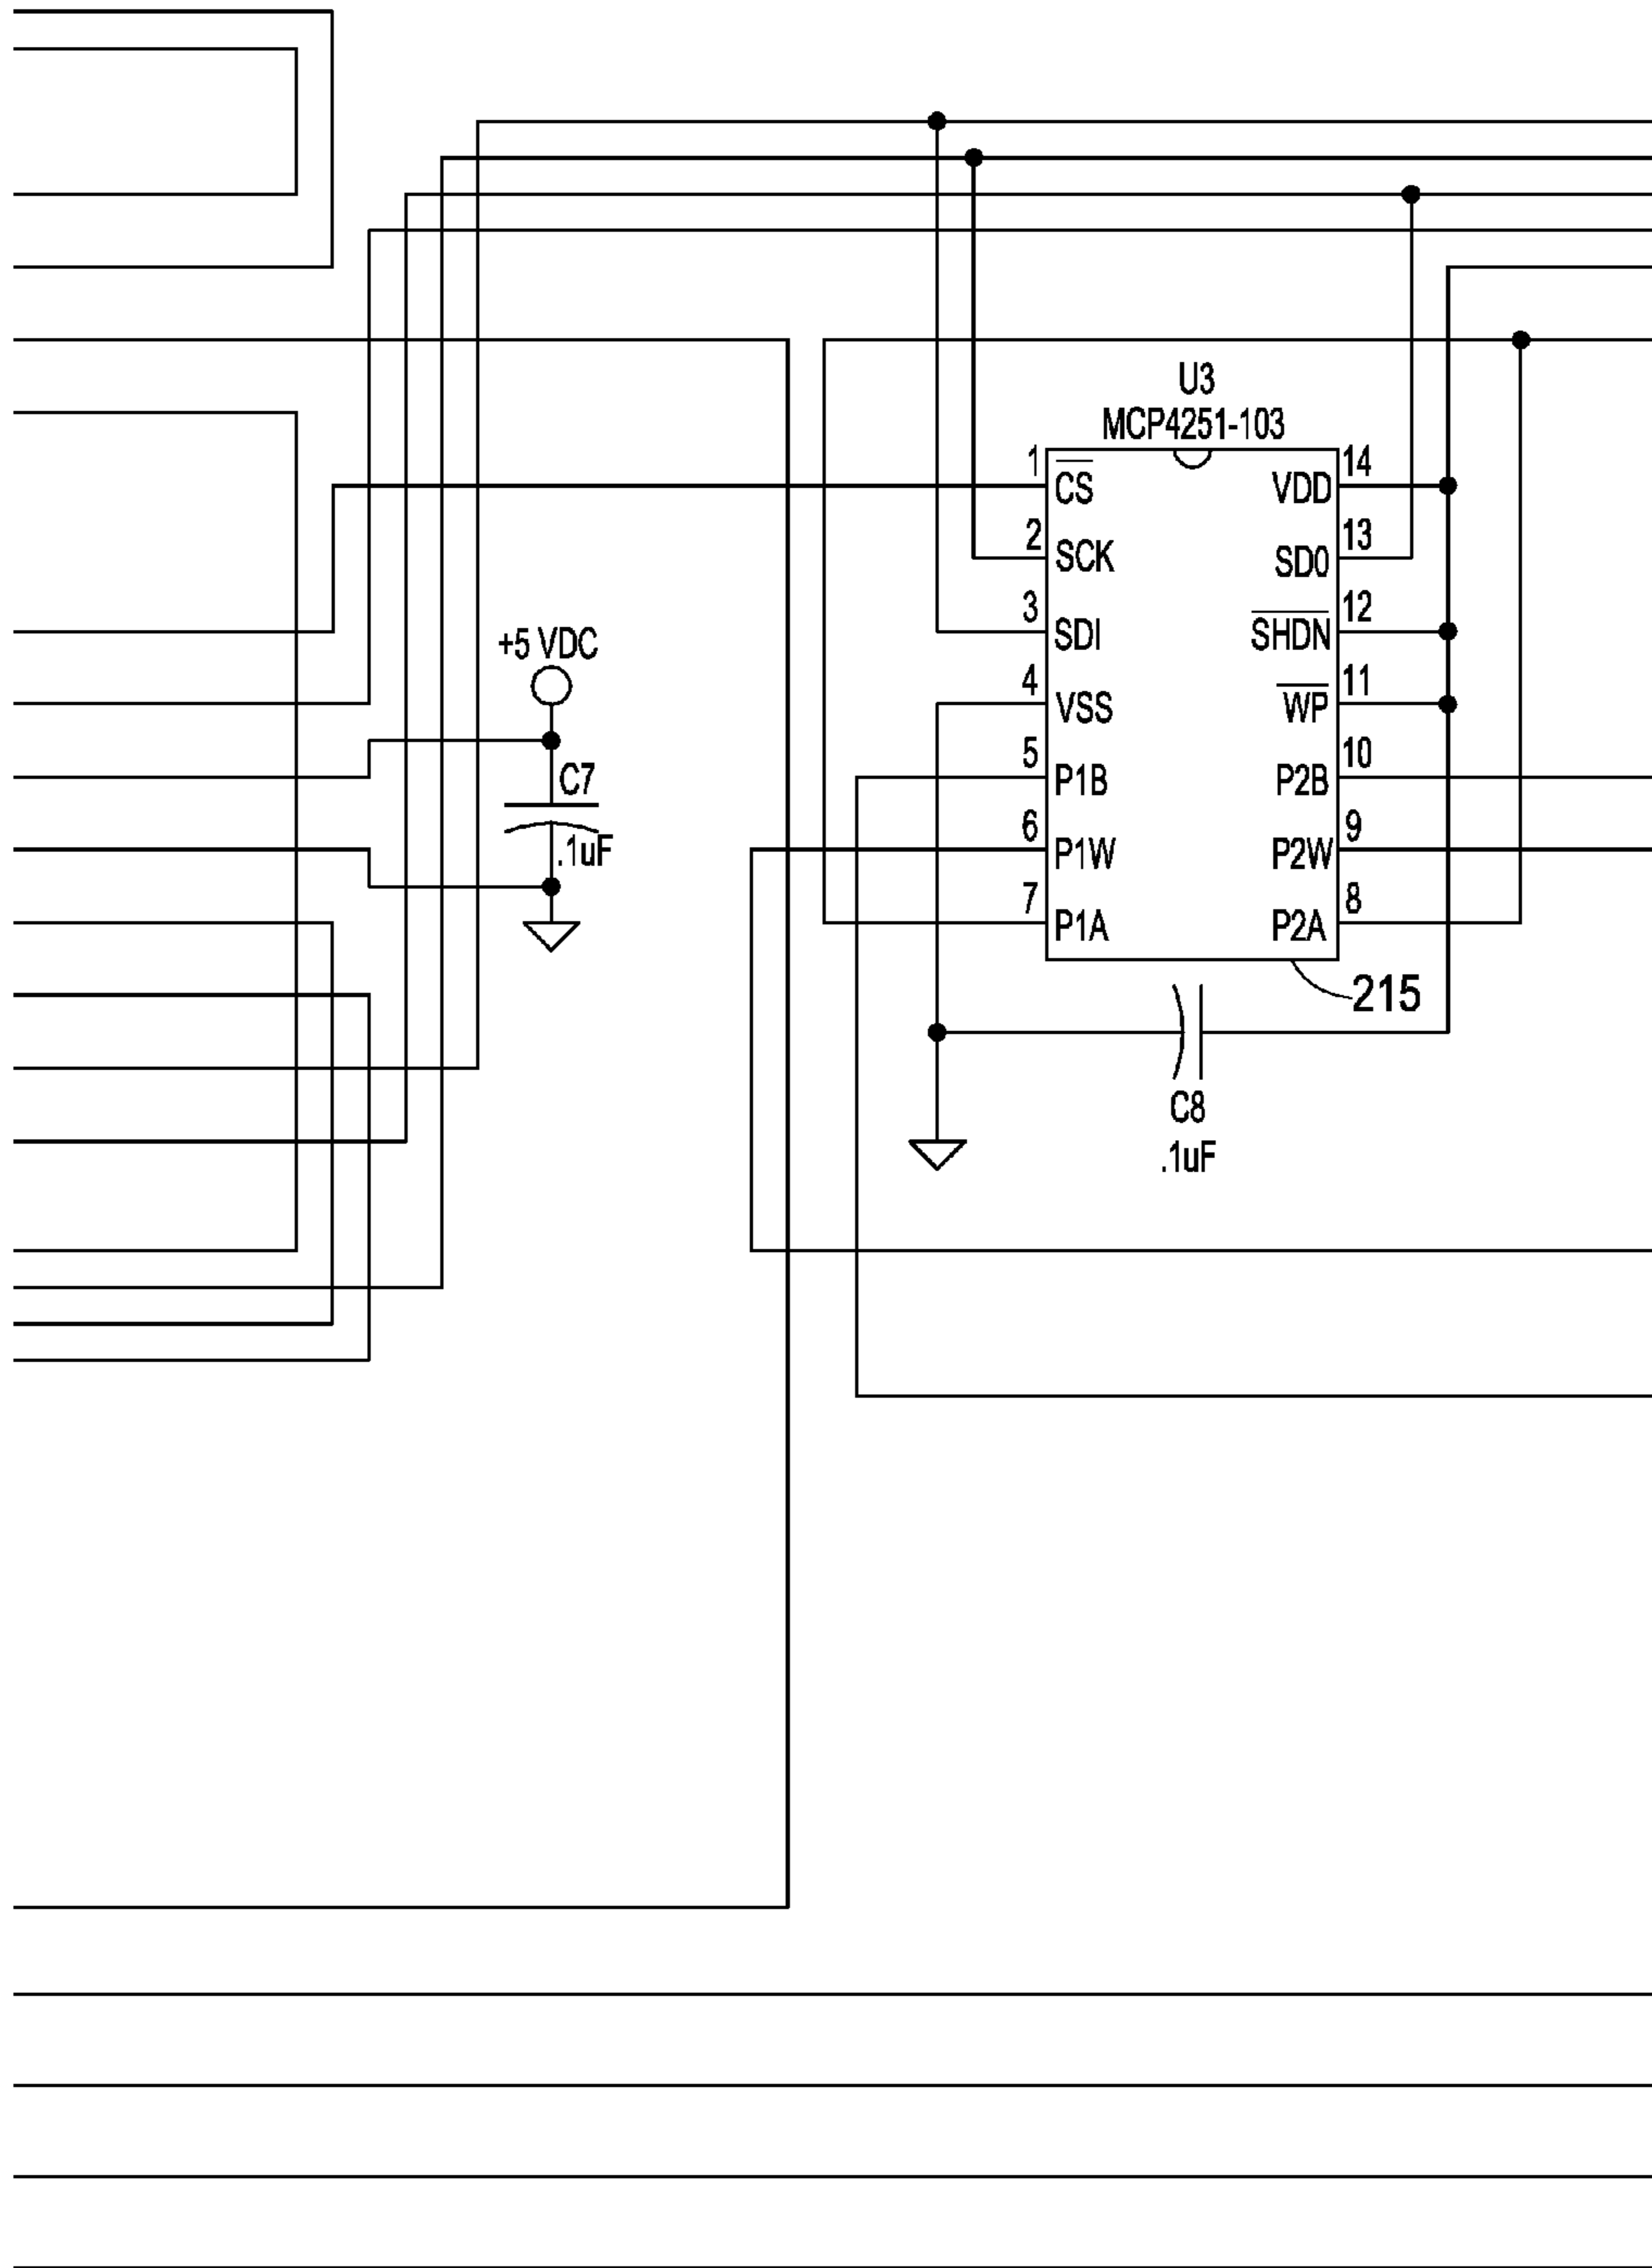 U3
MCP4251-103
1 CS VDD 14
2 SCK SD0 13
3 SDI SHDN 12
4 VSS WP 11
5 P1B P2B 10
6 P1W P2W 9
7 P1A P2A 8
215
+5 VDC
C7
.1uF
C8
.1uF